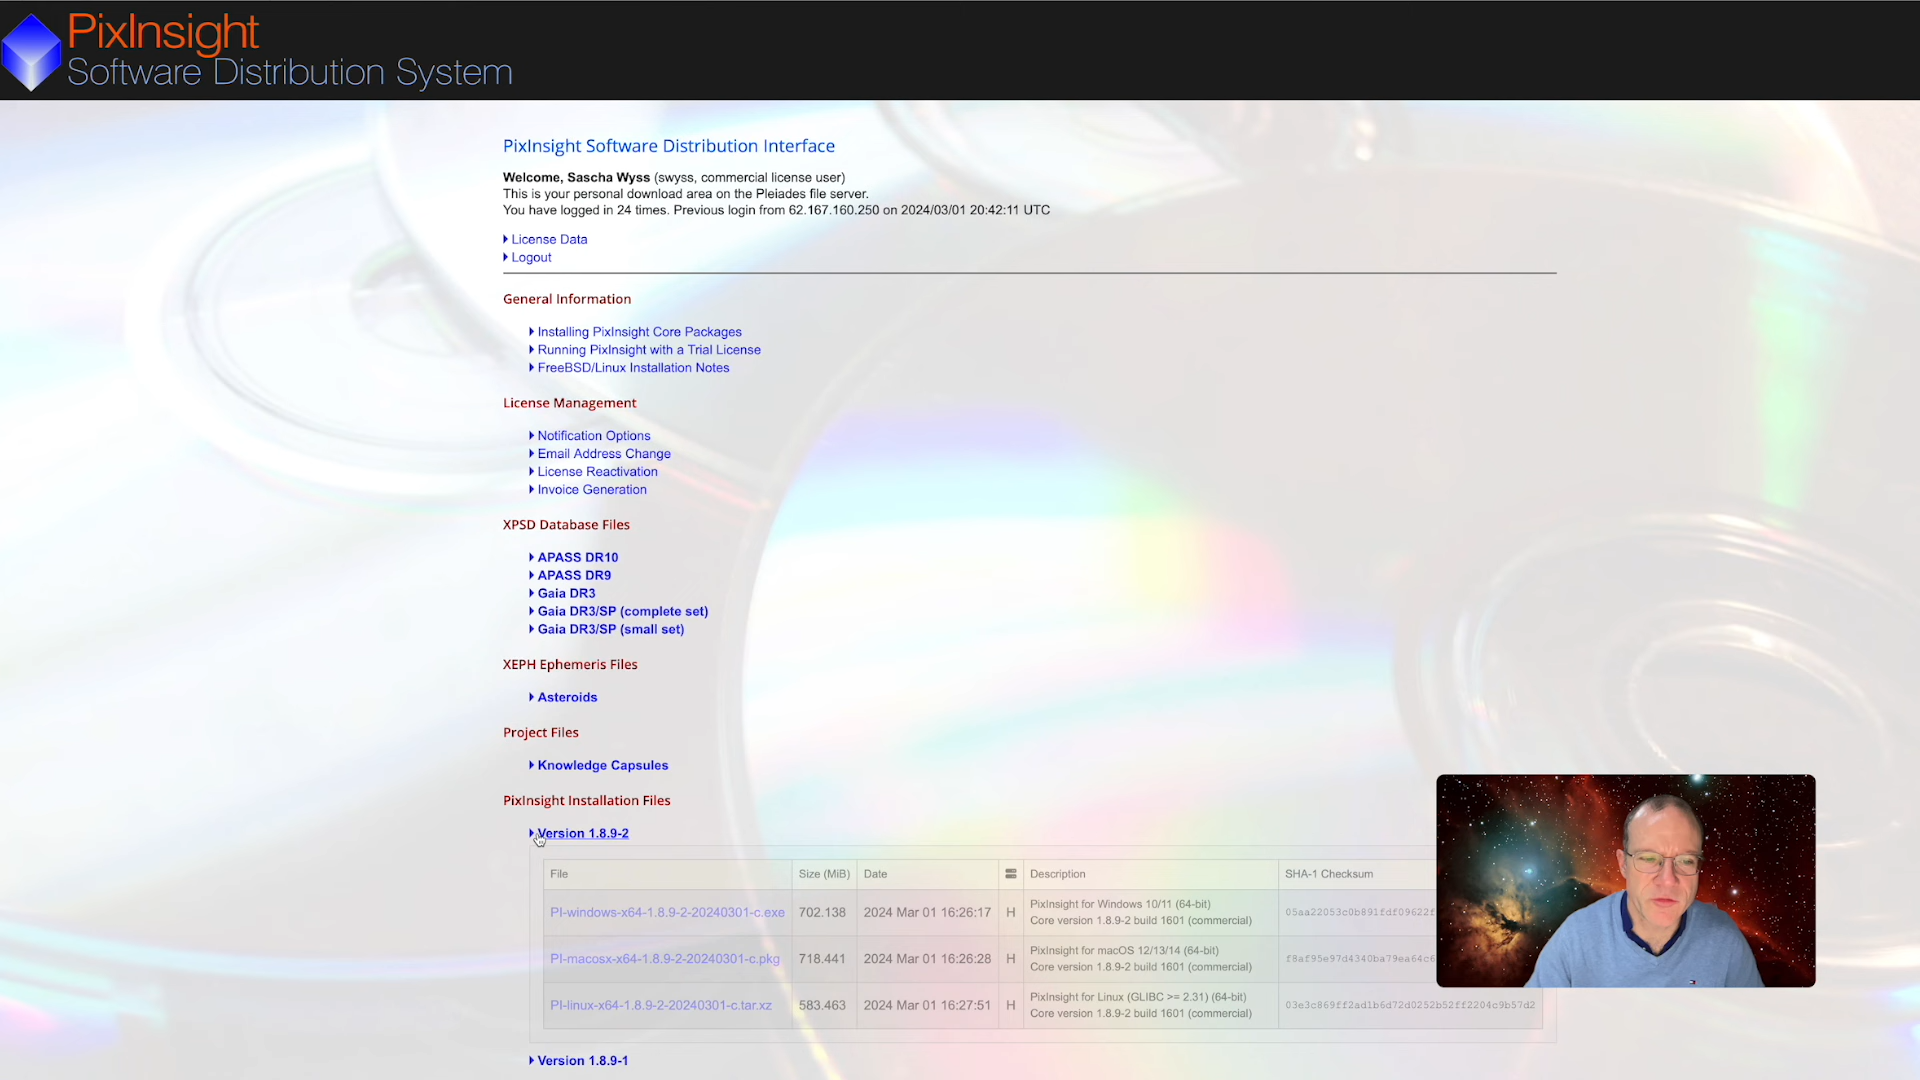 PixInsight
Software Distribution System
PixInsight Software Distribution Interface
Welcome, Sascha Wyss (swyss, commercial license user)
This is your personal download area on the Pleiades file server.
You have logged in 24 times. Previous login from 62.167.160.250 on 2024/03/01 20:42:11 UTC
License Data
Logout
General Information
Installing PixInsight Core Packages
Running PixInsight with a Trial License
FreeBSD/Linux Installation Notes
License Management
Notification Options
Email Address Change
License Reactivation
Invoice Generation
XPSD Database Files
APASS DR10
APASS DR9
Gaia DR3
Gaia DR3/SP (complete set)
Gaia DR3/SP (small set)
XEPH Ephemeris Files
Asteroids
Project Files
Knowledge Capsules
PixInsight Installation Files
Version 1.8.9-2
File Size (MiB) Date Description SHA-1 Checksum
PI-windows-x64-1.8.9-2-20240301-c.exe 702.138 2024 Mar 01 16:26:17 H PixInsight for Windows 10/11 (64-bit)
Core version 1.8.9-2 build 1601 (commercial)
PI-macosx-x64-1.8.9-2-20240301-c.pkg 718.441 2024 Mar 01 16:26:28 H PixInsight for macOS 12/13/14 (64-bit)
Core version 1.8.9-2 build 1601 (commercial)
PI-linux-x64-1.8.9-2-20240301-c.tar.xz 583.463 2024 Mar 01 16:27:51 H PixInsight for Linux (GLIBC >= 2.31) (64-bit)
Core version 1.8.9-2 build 1601 (commercial)
Version 1.8.9-1